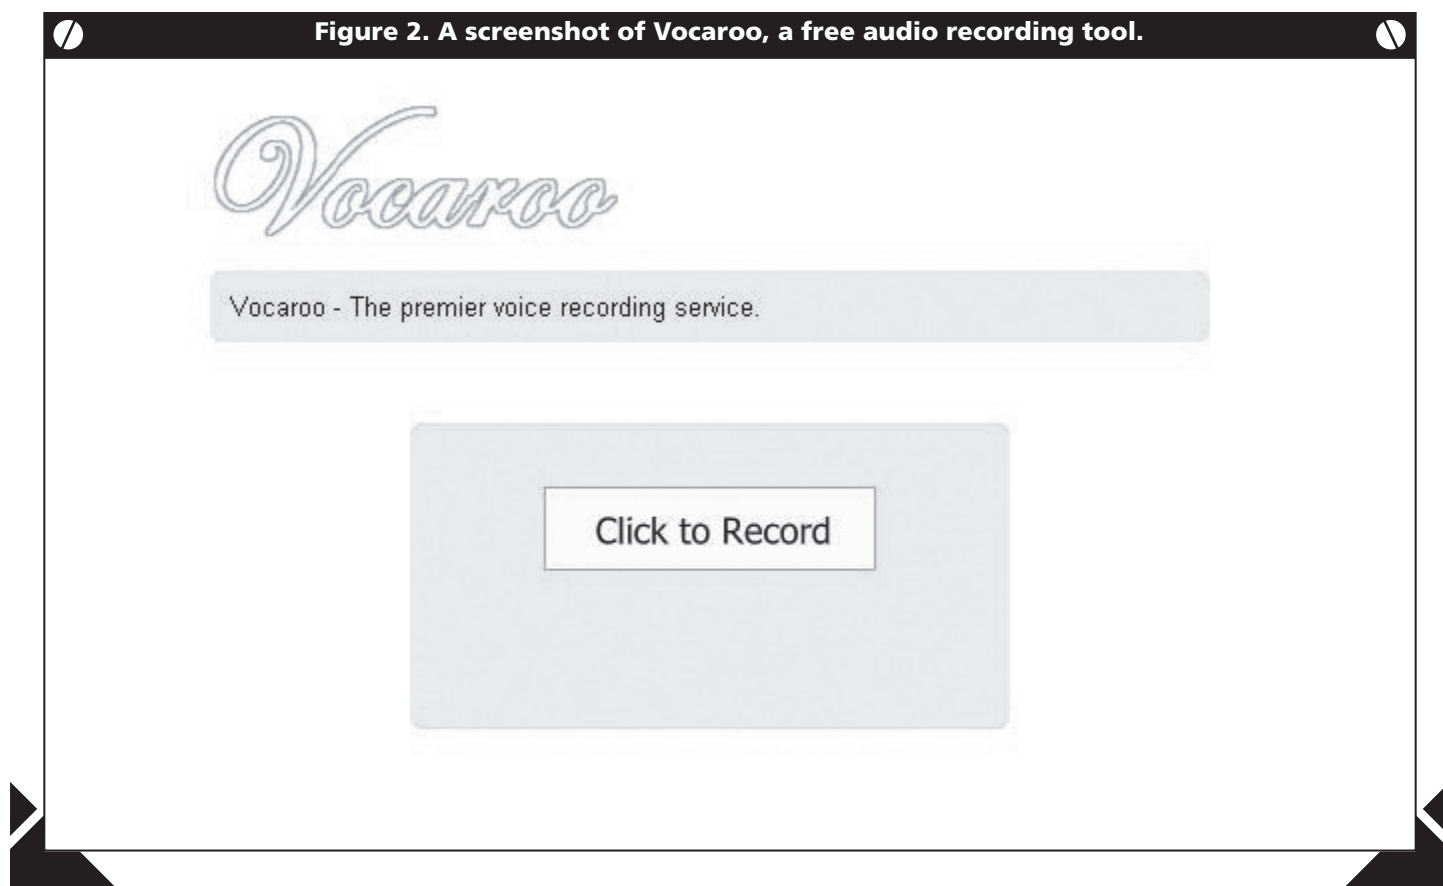 Figure 2. A screenshot of Vocaroo, a free audio recording tool.
Vocaroo
Vocaroo - The premier voice recording service.
Click to Record